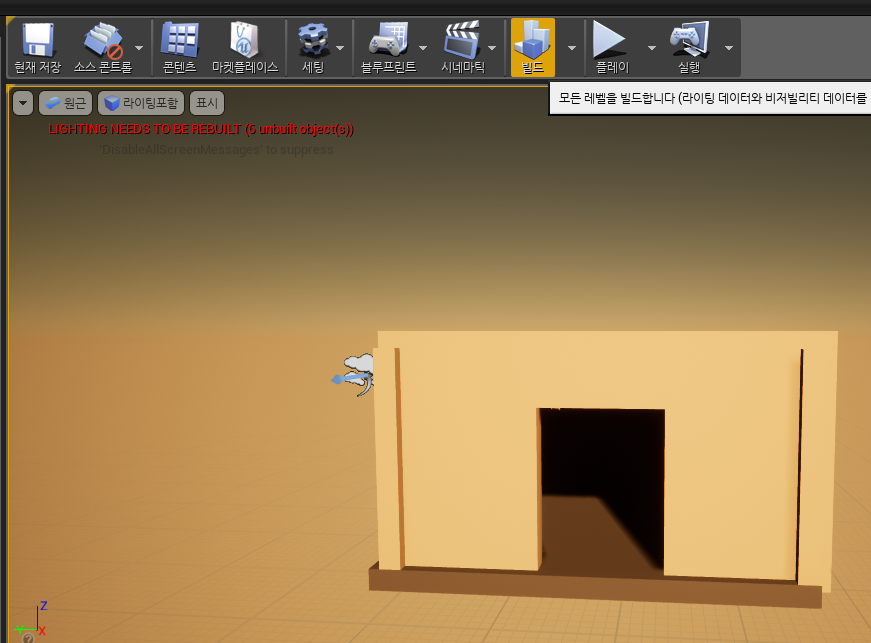 현재 저장 소스 콘트롤 콘텐츠 마켓플레이스 세팅 블루프린트 시네마틱 빌드 플레이 실행
모든 레벨을 빌드합니다 (라이팅 데이터와 비저빌리티 데이터를
원근 라이팅포함 표시
LIGHTING NEEDS TO BE REBUILT (6 unbuilt object(s))
'DisableAllScreenMessages' to suppress
Z
Y X